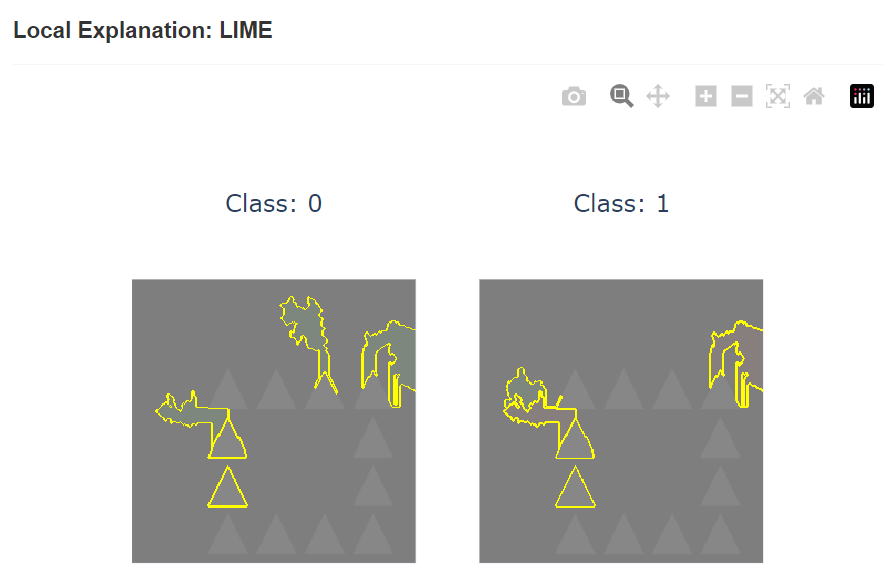 Local Explanation: LIME
Class: 0
Class: 1